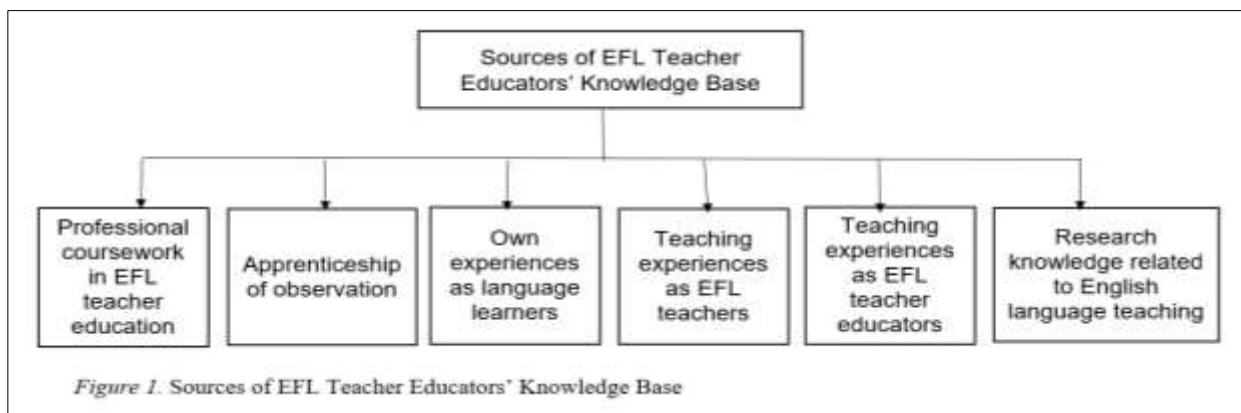 Sources of EFL Teacher
Educators' Knowledge Base
Professional
coursework
in EFL
teacher
education
Apprenticeship
of observation
Own
experiences
as language
learners
Teaching
experiences
as EFL
teachers
Teaching
experiences
as EFL
teacher
educators
Research
knowledge related
to English
language teaching
Figure 1. Sources of EFL Teacher Educators' Knowledge Base